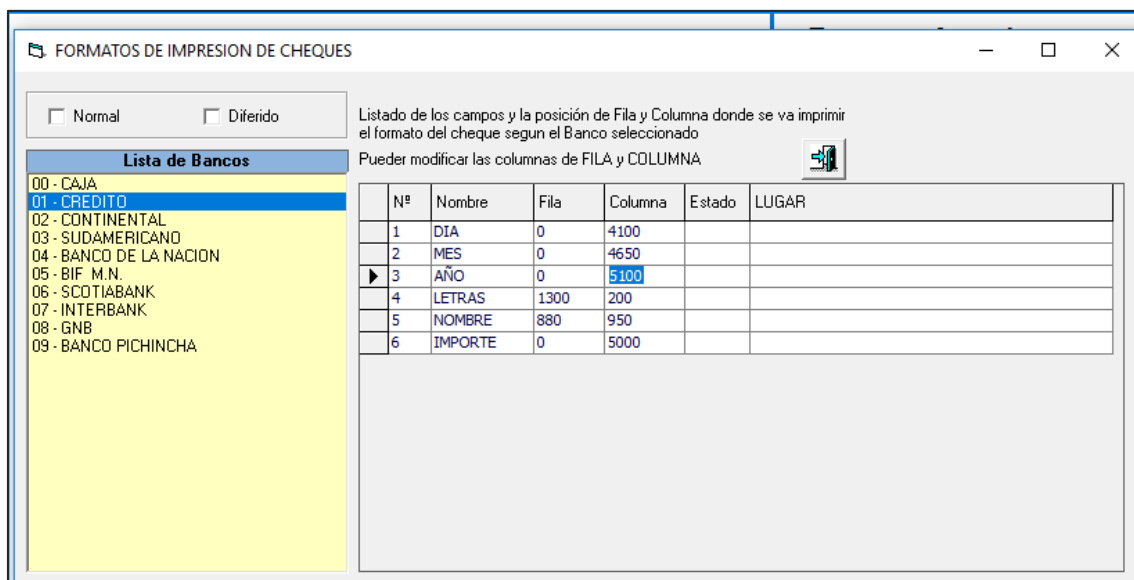 FORMATOS DE IMPRESION DE CHEQUES
Normal Diferido
Listado de los campos y la posición de Fila y Columna donde se va imprimir
el formato del cheque segun el Banco seleccionado
Pueder modificar las columnas de FILA y COLUMNA
Lista de Bancos
00 - CAJA
01 - CREDITO
02 - CONTINENTAL
03 - SUDAMERICANO
04 - BANCO DE LA NACION
05 - BIF M.N.
06 - SCOTIABANK
07 - INTERBANK
08 - GNB
09 - BANCO PICHINCHA
Nº Nombre Fila Columna Estado LUGAR
1 DIA 0 4100
2 MES 0 4650
3 AÑO 0 5100
4 LETRAS 1300 200
5 NOMBRE 880 950
6 IMPORTE 0 5000